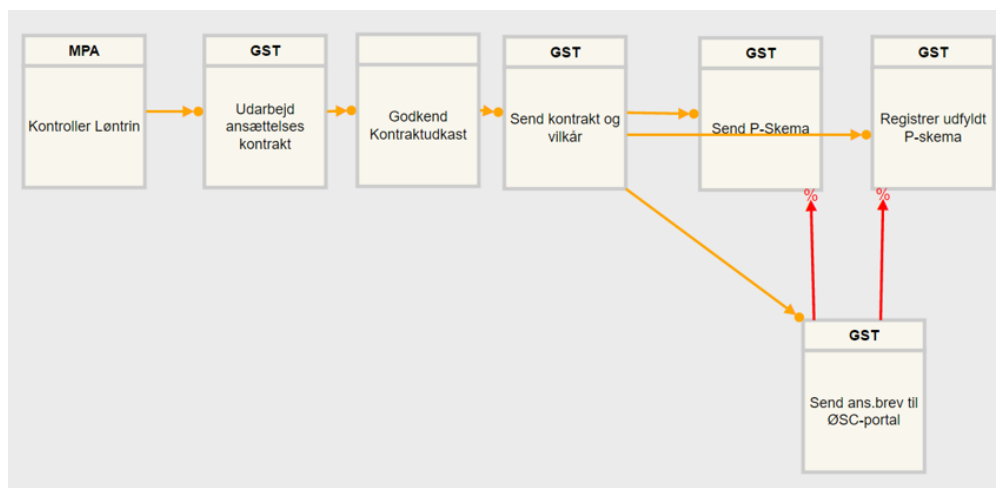 MPA
Kontroller Løntrin
GST
Udarbejd
ansættelses
kontrakt
Godkend
Kontraktudkast
GST
Send kontrakt og
vilkår
GST
Send P-Skema
GST
Registrer udfyldt
P-skema
%
%
GST
Send ans.brev til
ØSC-portal